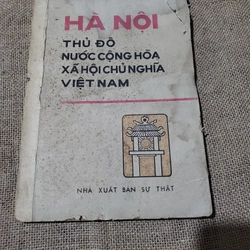 HÀ NỘI
THỦ ĐÔ
NƯỚC CỘNG HÒA
XÃ HỘI CHỦ NGHĨA
VIỆT NAM
NHÀ XUẤT BẢN SỰ THẬT